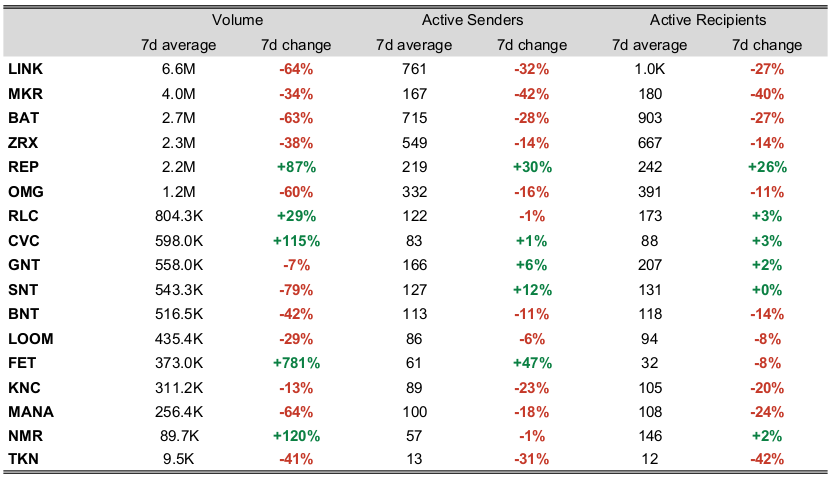 Volume Active Senders Active Recipients
7d average 7d change 7d average 7d change 7d average 7d change
LINK 6.6M -64% 761 -32% 1.0K -27%
MKR 4.0M -34% 167 -42% 180 -40%
BAT 2.7M -63% 715 -28% 903 -27%
ZRX 2.3M -38% 549 -14% 667 -14%
REP 2.2M +87% 219 +30% 242 +26%
OMG 1.2M -60% 332 -16% 391 -11%
RLC 804.3K +29% 122 -1% 173 +3%
CVC 598.0K +115% 83 +1% 88 +3%
GNT 558.0K -7% 166 +6% 207 +2%
SNT 543.3K -79% 127 +12% 131 +0%
BNT 516.5K -42% 113 -11% 118 -14%
LOOM 435.4K -29% 86 -6% 94 -8%
FET 373.0K +781% 61 +47% 32 -8%
KNC 311.2K -13% 89 -23% 105 -20%
MANA 256.4K -64% 100 -18% 108 -24%
NMR 89.7K +120% 57 -1% 146 +2%
TKN 9.5K -41% 13 -31% 12 -42%